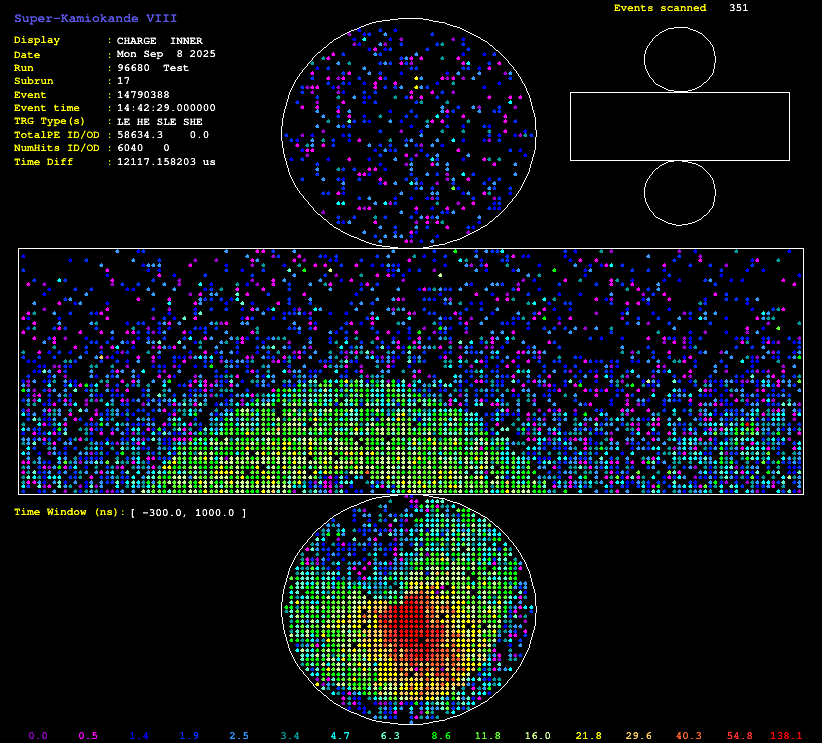 Super-Kamiokande VIII
Events scanned 351
Display : CHARGE INNER
Date : Mon Sep 8 2025
Run : 96680 Test
Subrun : 17
Event : 14790388
Event time : 14:42:29.000000
TRG Type(s) : LE HE SLE SHE
TotalPE ID/OD : 58634.3 0.0
NumHits ID/OD : 6040 0
Time Diff : 12117.158203 us
Time Window (ns): [ -300.0, 1000.0 ]
0.0 0.5 1.4 1.9 2.5 3.4 4.7 6.3 8.6 11.8 16.0 21.8 29.6 40.3 54.8 138.1